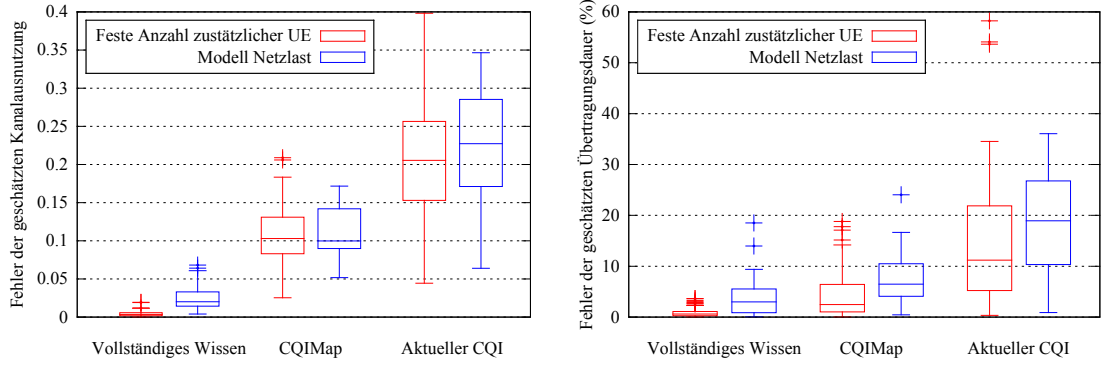 Fehler der geschätzten Kanalausnutzung
0.4
0.35
0.3
0.25
0.2
0.15
0.1
0.05
0
Feste Anzahl zustätzlicher UE
Modell Netzlast
Vollständiges Wissen CQIMap Aktueller CQI
Fehler der geschätzten Übertragungsdauer (%)
60
50
40
30
20
10
0
Feste Anzahl zustätzlicher UE
Modell Netzlast
Vollständiges Wissen CQIMap Aktueller CQI